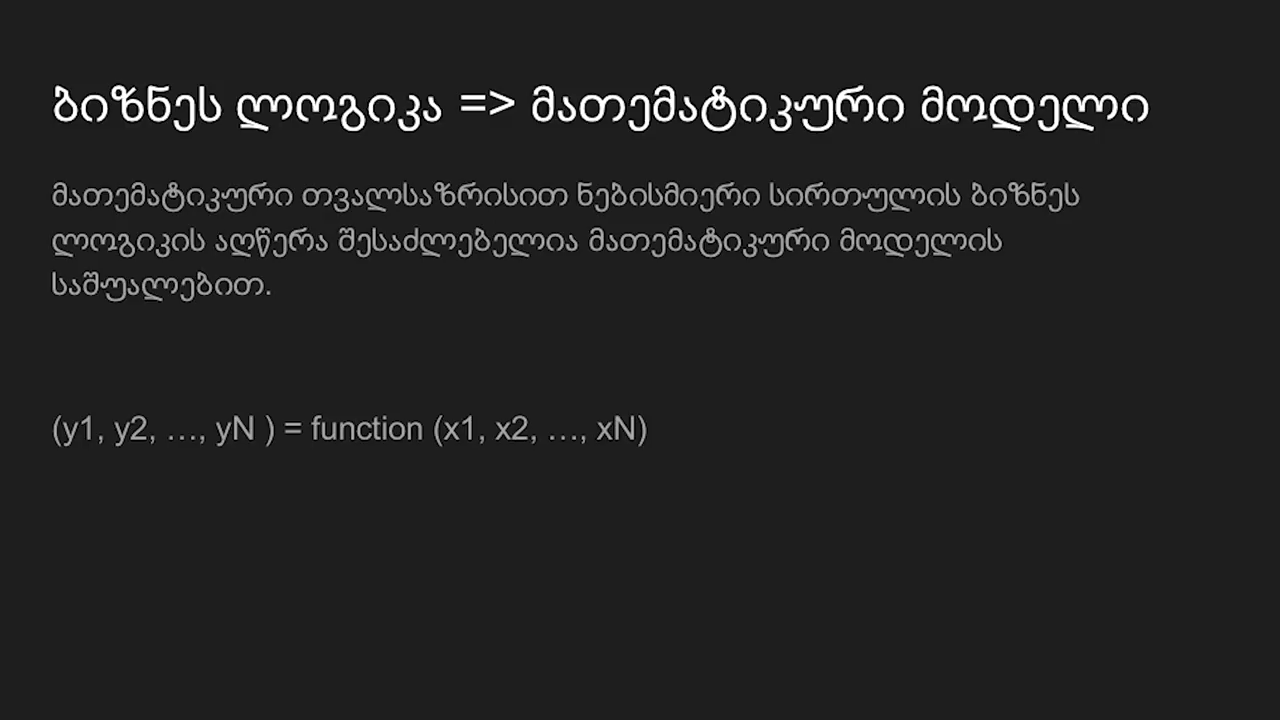 ბიზნეს ლოგიკა => მათემატიკური მოდელი
მათემატიკური თვალსაზრისით ნებისმიერი სირთულის ბიზნეს
ლოგიკის აღწერა შესაძლებელია მათემატიკური მოდელის
საშუალებით.
(y1, y2, …, yN ) = function (x1, x2, …, xN)